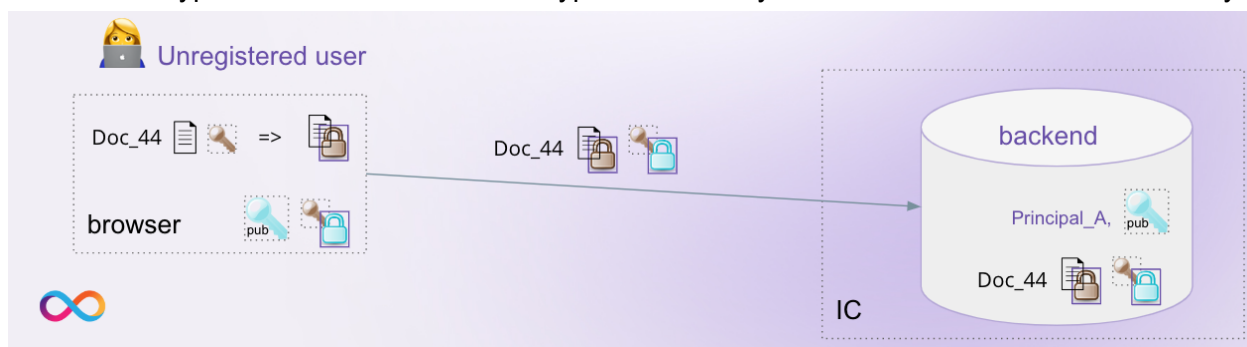 Unregistered user
Doc_44 =>
browser
pub
Doc_44
backend
Principal_A,
pub
Doc_44
IC